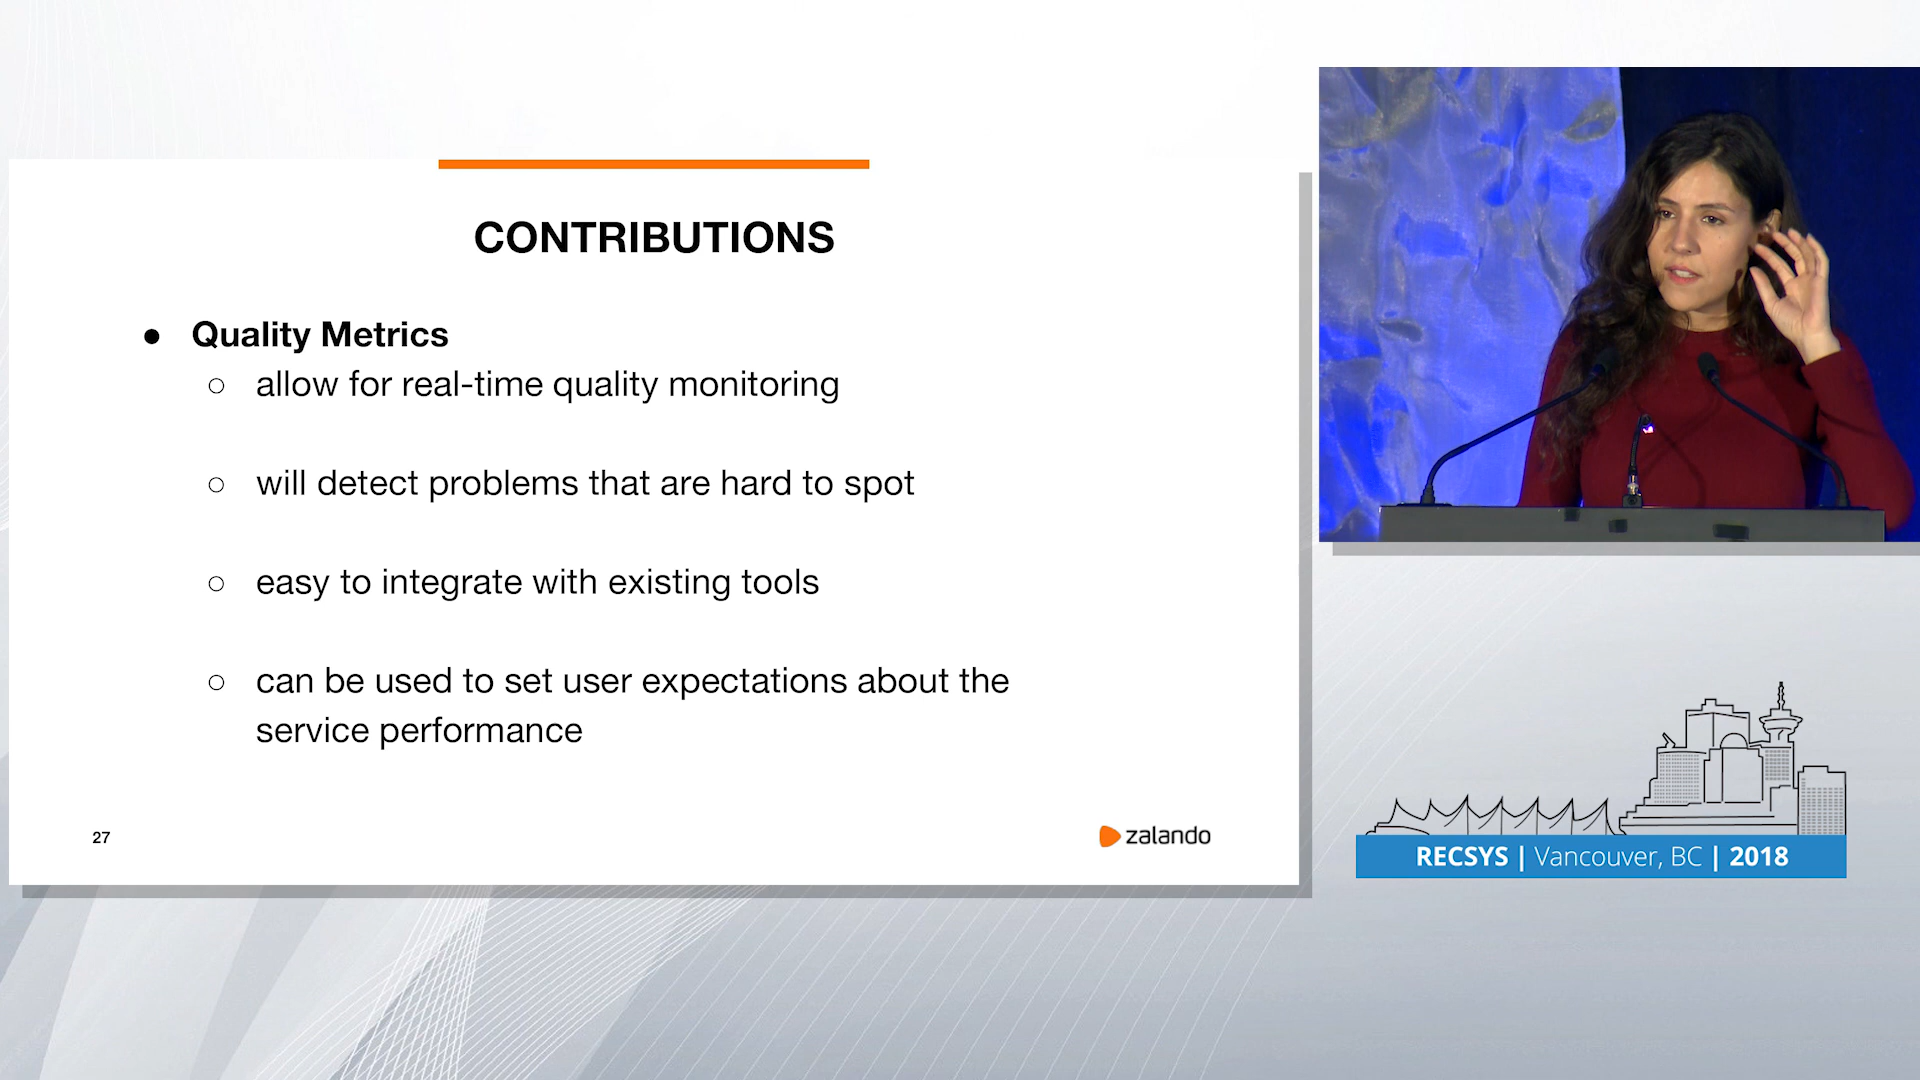 CONTRIBUTIONS
● Quality Metrics
○ allow for real-time quality monitoring
○ will detect problems that are hard to spot
○ easy to integrate with existing tools
○ can be used to set user expectations about the
service performance
27
zalando
RECSYS | Vancouver, BC | 2018